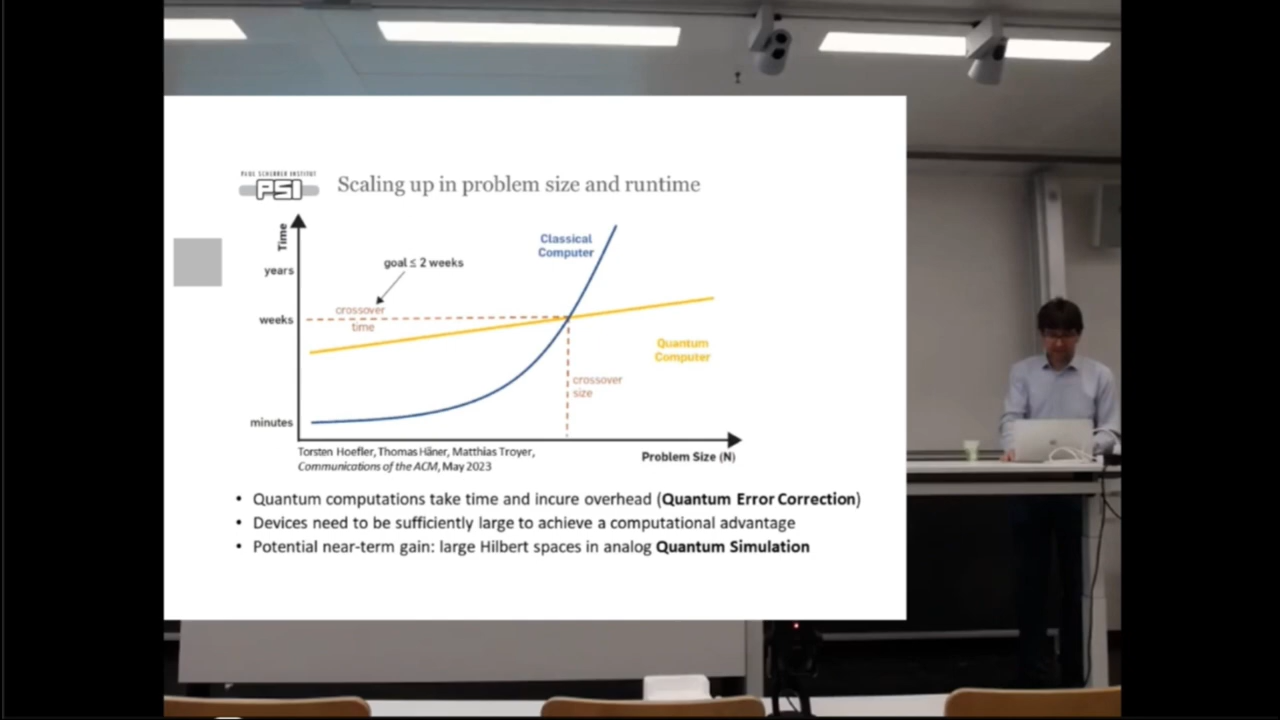 PAUL SCHERRER INSTITUT
PSI
Scaling up in problem size and runtime
Time
years
weeks
minutes
goal ≤ 2 weeks
crossover
time
Classical
Computer
Quantum
Computer
crossover
size
Problem Size (N)
Torsten Hoefler, Thomas Häner, Matthias Troyer,
Communications of the ACM, May 2023
• Quantum computations take time and incure overhead (Quantum Error Correction)
• Devices need to be sufficiently large to achieve a computational advantage
• Potential near-term gain: large Hilbert spaces in analog Quantum Simulation